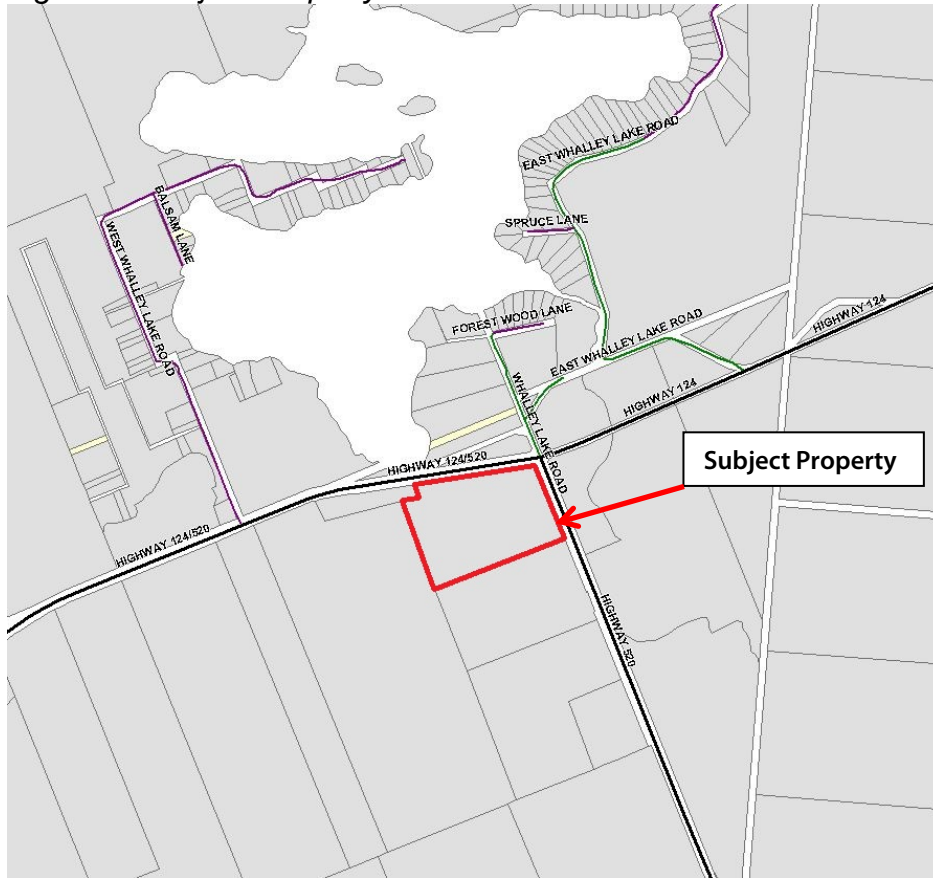 EAST WHALLEY LAKE ROAD
BALSAM LANE
SPRUCE LANE
WEST WHALLEY LAKE ROAD
HIGHWAY 124
FOREST WOOD LANE
EAST WHALLEY LAKE ROAD
WHALLEY LAKE ROAD
HIGHWAY 124
Subject Property
HIGHWAY 124/520
HIGHWAY 124/520
HIGHWAY 520